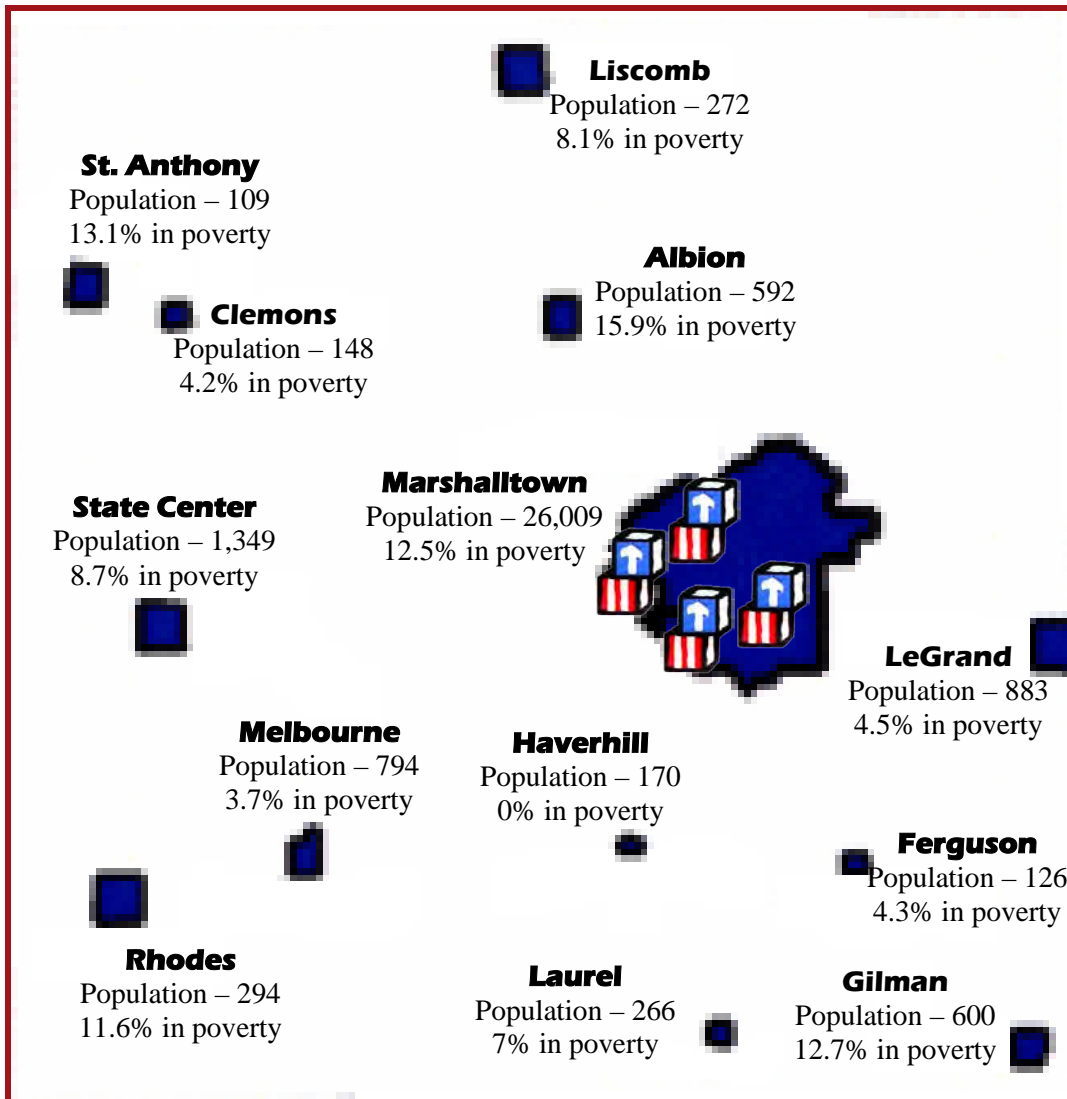 Liscomb
Population – 272
8.1% in poverty
St. Anthony
Population – 109
13.1% in poverty
Albion
Population – 592
15.9% in poverty
Clemons
Population – 148
4.2% in poverty
Marshalltown
Population – 26,009
12.5% in poverty
State Center
Population – 1,349
8.7% in poverty
LeGrand
Population – 883
4.5% in poverty
Melbourne
Population – 794
3.7% in poverty
Haverhill
Population – 170
0% in poverty
Ferguson
Population – 126
4.3% in poverty
Rhodes
Population – 294
11.6% in poverty
Laurel
Population – 266
7% in poverty
Gilman
Population – 600
12.7% in poverty